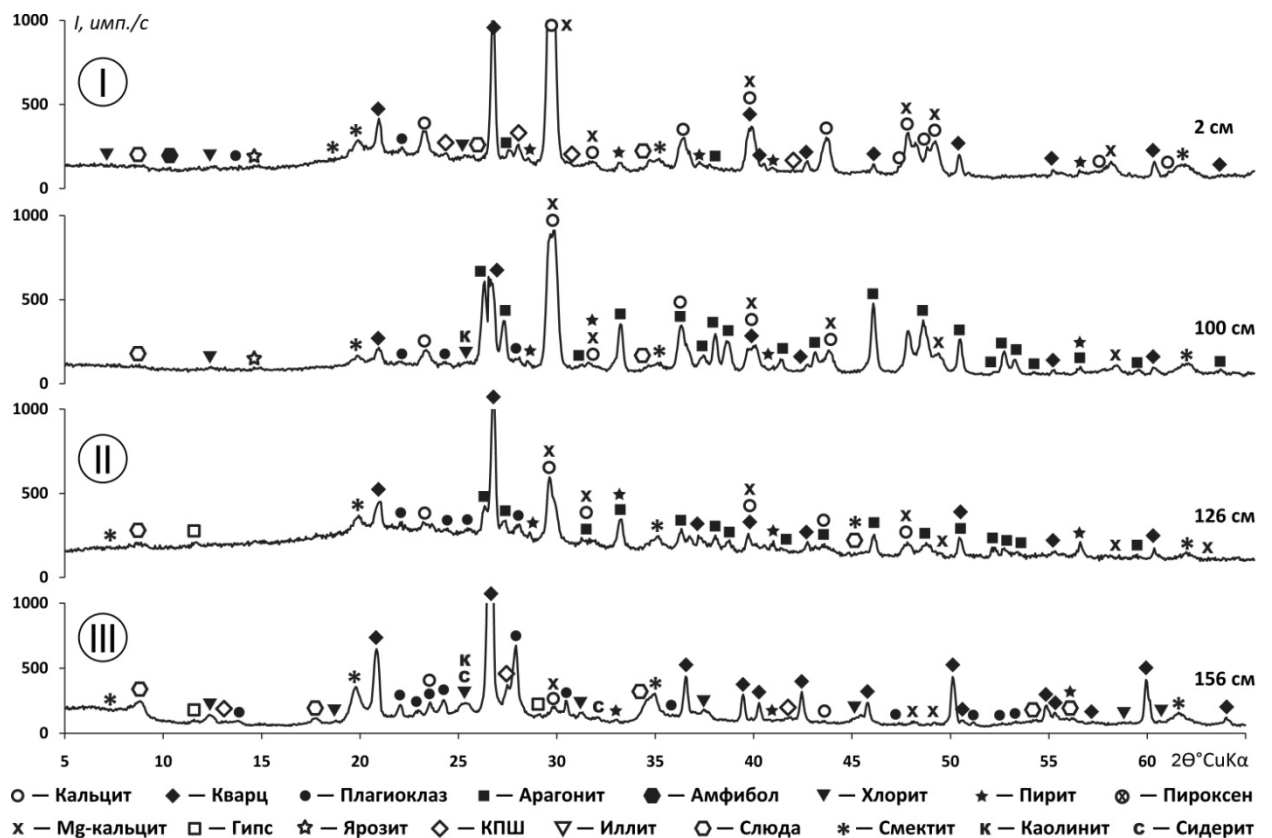 1000
I, имп./с
I
500
2 см
0
1000
500
100 см
к
0
1000
II
500
126 см
0
1000
III
500
к
с
с
156 см
0
5 10 15 20 25 30 35 40 45 50 55 60 2Θ°CuKα
— Кальцит — Кварц — Плагиоклаз — Арагонит — Амфибол — Хлорит — Пирит — Пироксен
x — Mg-кальцит — Гипс — Ярозит — КПШ — Иллит — Слюда * — Смектит к — Каолинит с — Сидерит